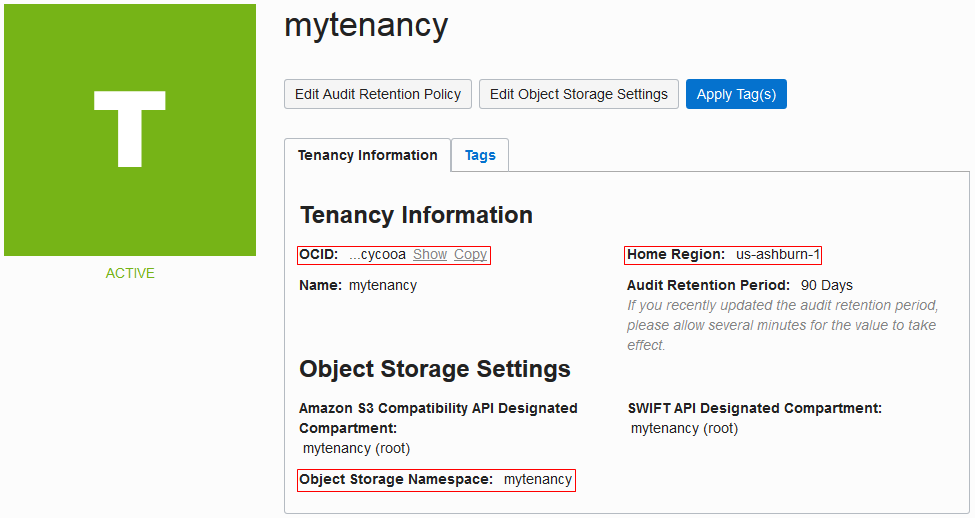 T
ACTIVE
mytenancy
Edit Audit Retention Policy
Edit Object Storage Settings
Apply Tag(s)
Tenancy Information
Tags
Tenancy Information
OCID: ...cycooa Show Copy
Home Region: us-ashburn-1
Name: mytenancy
Audit Retention Period: 90 Days
If you recently updated the audit retention period,
please allow several minutes for the value to take
effect.
Object Storage Settings
Amazon S3 Compatibility API Designated
Compartment:
mytenancy (root)
SWIFT API Designated Compartment:
mytenancy (root)
Object Storage Namespace: mytenancy